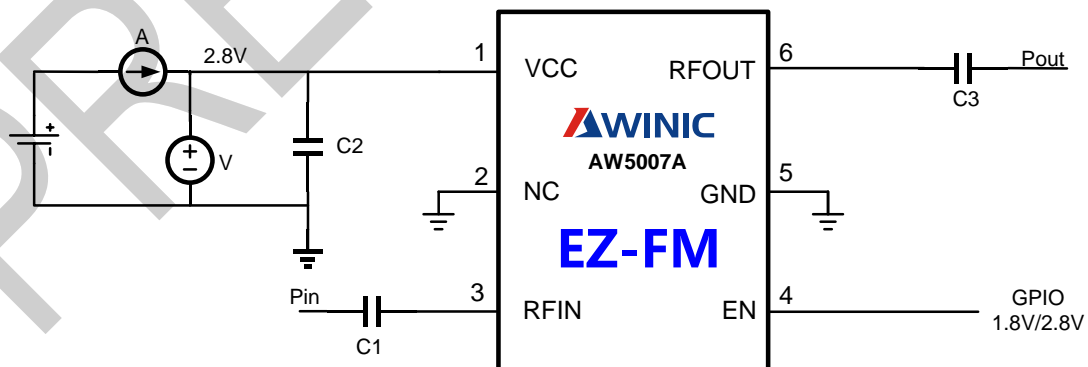 PRE
A
2.8V
1
VCC
RFOUT
6
Pout
C3
AWINIC
AW5007A
+
-
+
-
V
C2
2
NC
GND
5
EZ-FM
Pin
3
RFIN
EN
4
GPIO
1.8V/2.8V
C1